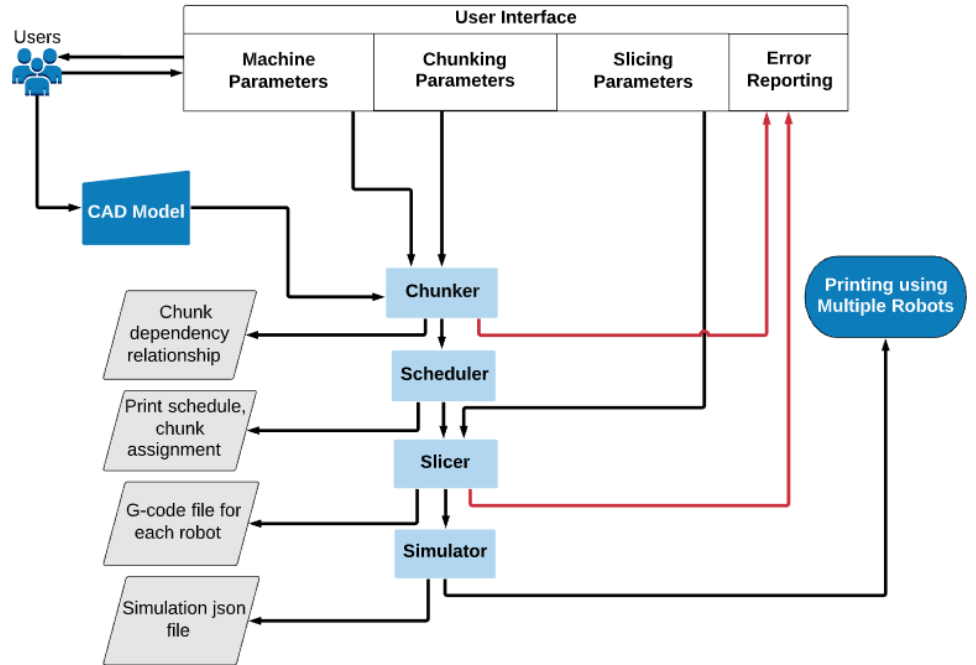 User Interface
Users
Machine
Parameters
Chunking
Parameters
Slicing
Parameters
Error
Reporting
CAD Model
Chunker
Printing using
Multiple Robots
Chunk
dependency
relationship
Scheduler
Print schedule,
chunk
assignment
Slicer
G-code file for
each robot
Simulator
Simulation json
file